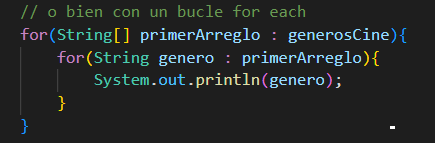 // o bien con un bucle for each
for(String[] primerArreglo : generosCine){
    for(String genero : primerArreglo){
        System.out.println(genero);
    }
}